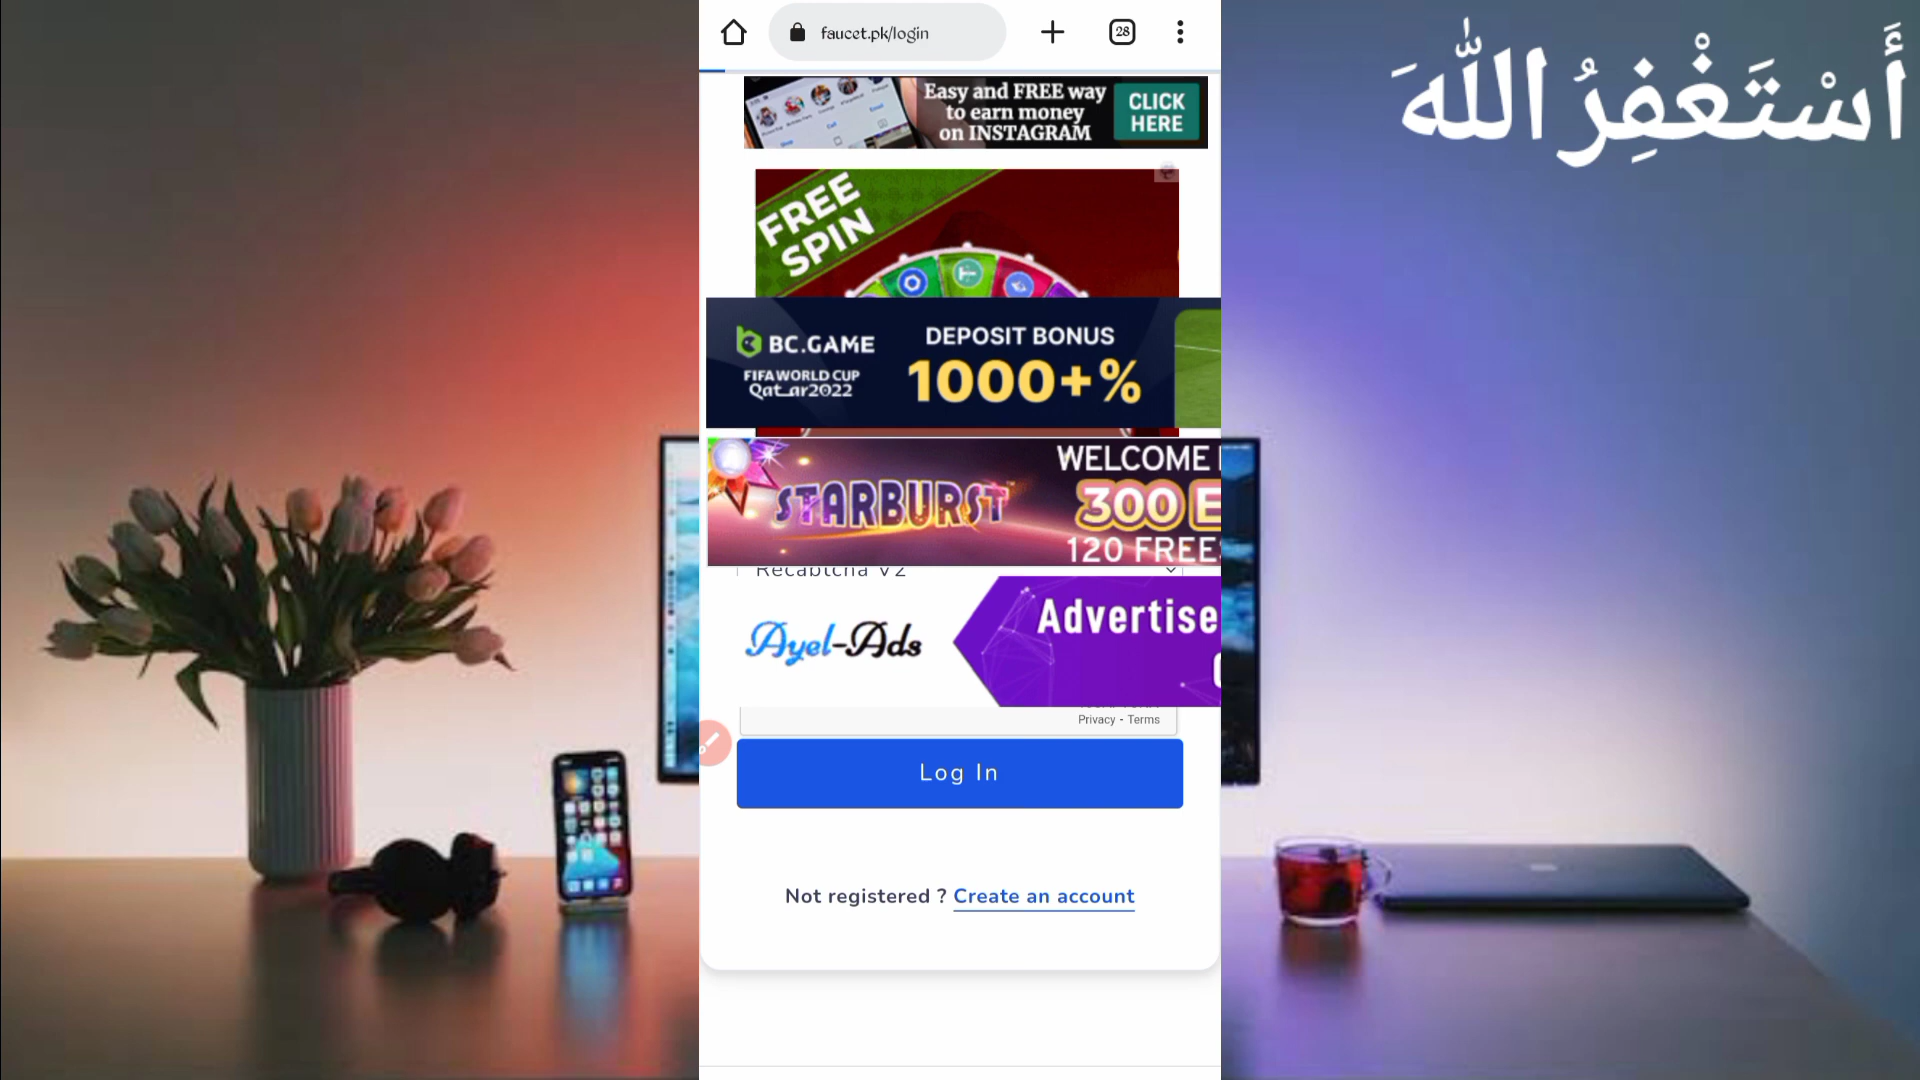 faucet.pk/login
28
أَسْتَغْفِرُ اللّٰهَ
Easy and FREE way
to earn money
on INSTAGRAM
CLICK
HERE
FREE
SPIN
BC.GAME
FIFA WORLD CUP
Qatar2022
DEPOSIT BONUS
1000+%
STARBURST
WELCOME
300 E
120 FREE
Recaptcha V2
Ayel-Ads
Advertise
Privacy - Terms
Log In
Not registered ? Create an account